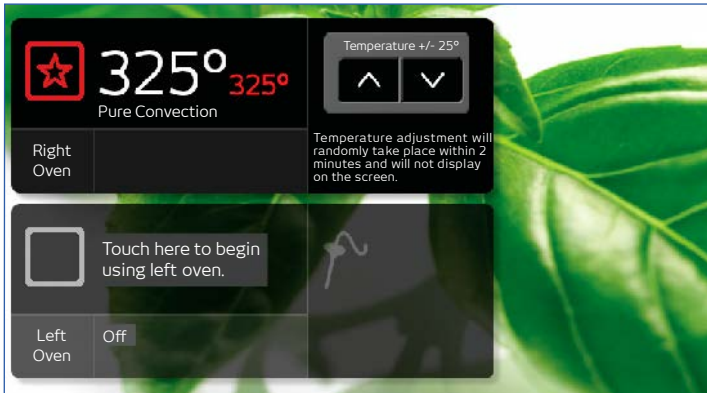 325°
325°
Pure Convection
Temperature +/- 25°
Right
Oven
Temperature adjustment will
randomly take place within 2
minutes and will not display
on the screen.
Touch here to begin
using left oven.
Left
Oven
Off